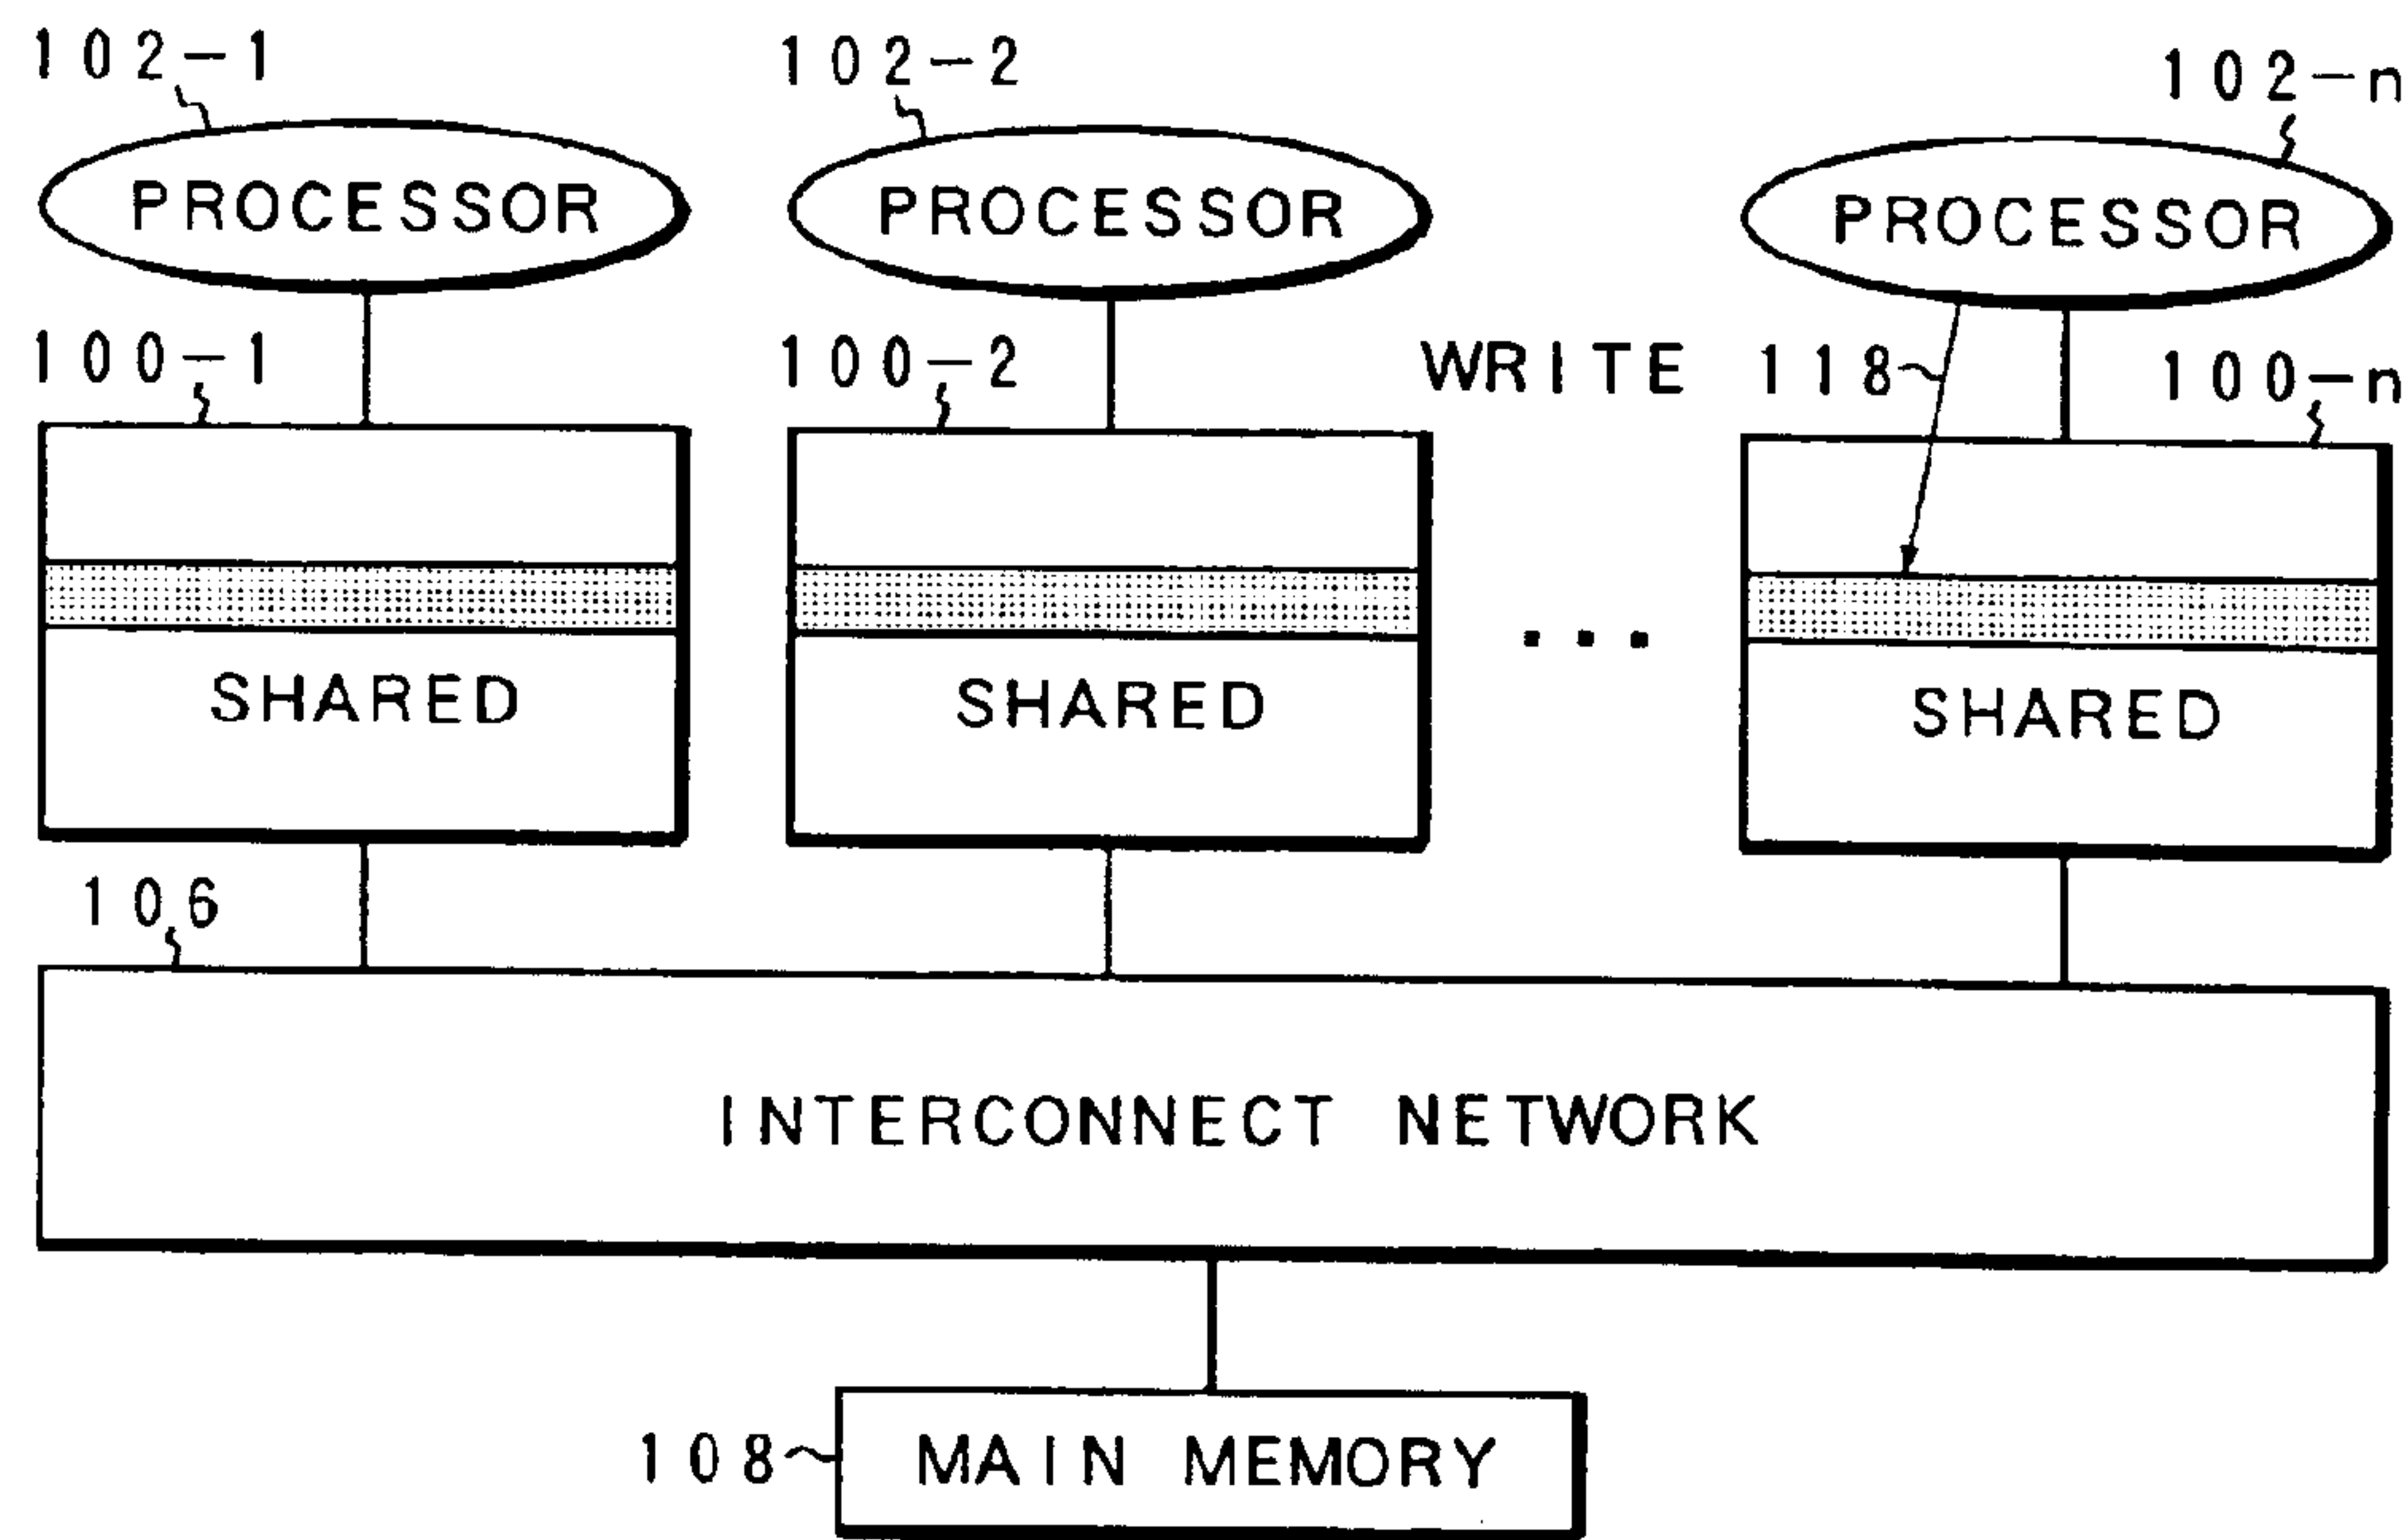 102-1 102-2 102-n
PROCESSOR PROCESSOR PROCESSOR
100-1 100-2 WRITE 118 100-n
SHARED SHARED SHARED
106
INTERCONNECT NETWORK
108 MAIN MEMORY